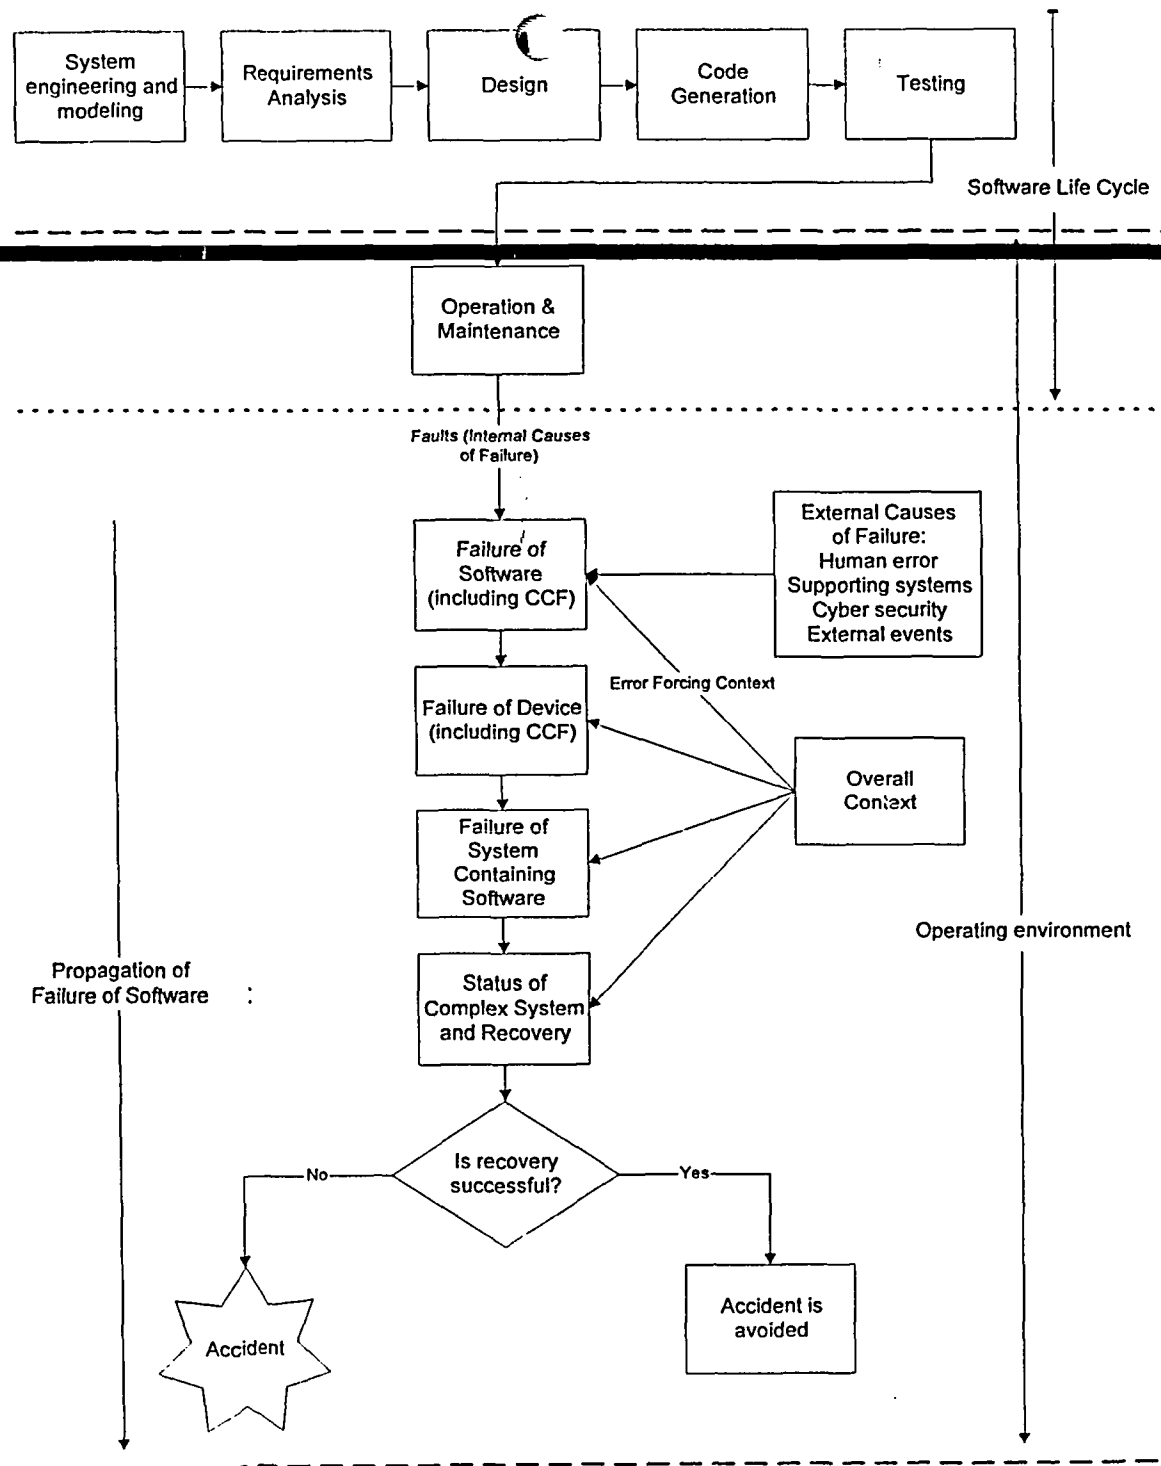 System
engineering and
modeling
Requirements
Analysis
Design
Code
Generation
Testing
Software Life Cycle
Operation &
Maintenance
Faults (Internal Causes
of Failure)
External Causes
of Failure:
Human error
Supporting systems
Cyber security
External events
Failure of
Software
(including CCF)
Error Forcing Context
Failure of Device
(including CCF)
Overall
Context
Failure of
System
Containing
Software
Operating environment
Propagation of
Failure of Software :
Status of
Complex System
and Recovery
Is recovery
successful?
No
Yes
Accident
Accident is
avoided